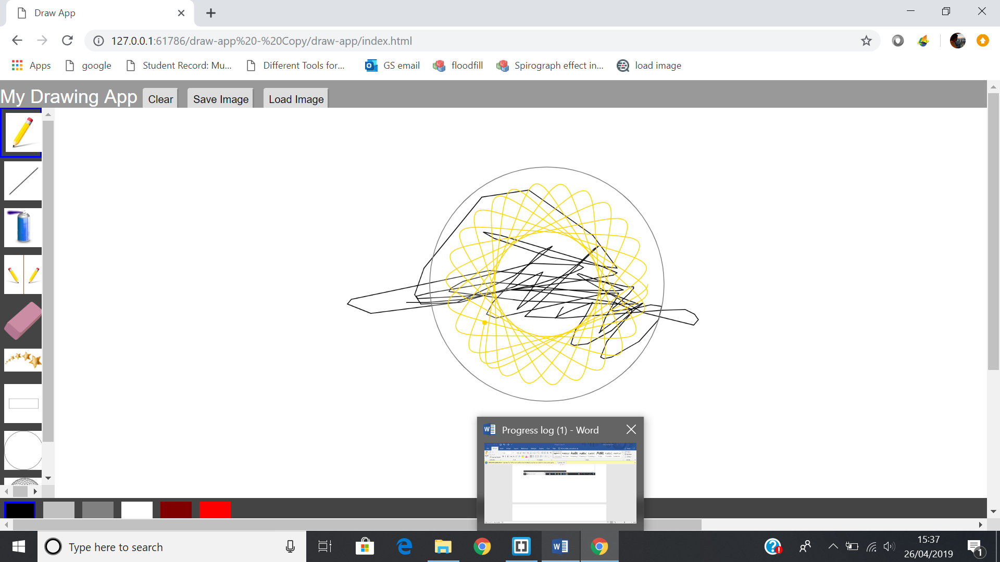 Draw App
127.0.0.1:61786/draw-app%20-%20Copy/draw-app/index.html
Apps google Student Record: Mu... Different Tools for... GS email floodfill Spirograph effect in... load image
My Drawing App Clear Save Image Load Image
Progress log (1) - Word
Type here to search
15:37
26/04/2019
1